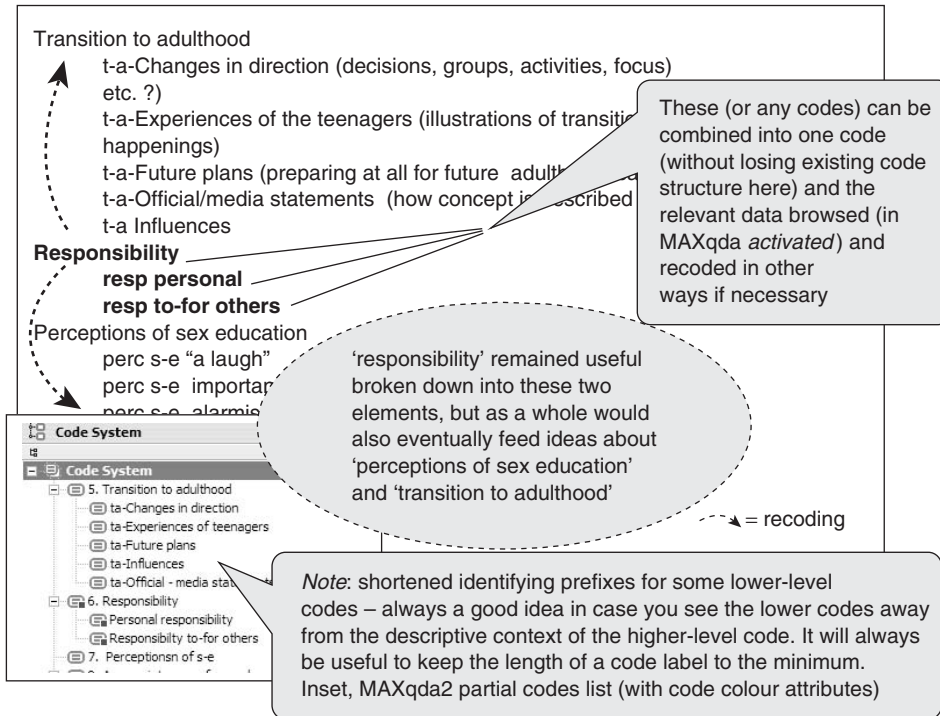 Transition to adulthood
t-a-Changes in direction (decisions, groups, activities, focus)
etc. ?)
t-a-Experiences of the teenagers (illustrations of
happenings)
t-a-Future plans (preparing at all for future
t-a-Official/media statements (how concept is
t-a Influences
Responsibility
resp personal
resp to-for others
Perceptions of sex education
perc s-e “a laugh”
perc s-e
perc s-e
These (or any codes) can be
combined into one code
(without losing existing code
structure here) and the
relevant data browsed (in
MAXqda activated) and
recoded in other
ways if necessary
‘responsibility’ remained useful
broken down into these two
elements, but as a whole would
also eventually feed ideas about
‘perceptions of sex education’
and ‘transition to adulthood’
= recoding
Code System
Code System
5. Transition to adulthood
ta-Changes in direction
ta-Experiences of teenagers
ta-Future plans
ta-Influences
ta-Official - media
6. Responsibility
Personal responsibility
Responsibilty to-for others
7. Perceptionsn of s-e
Note: shortened identifying prefixes for some lower-level
codes – always a good idea in case you see the lower codes away
from the descriptive context of the higher-level code. It will always
be useful to keep the length of a code label to the minimum.
Inset, MAXqda2 partial codes list (with code colour attributes)